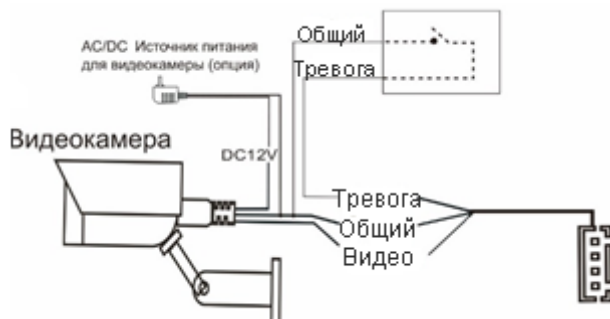 Общий
AC/DC Источник питания
для видеокамеры (опция)
Тревога
Видеокамера
DC12V
Тревога
Общий
Видео